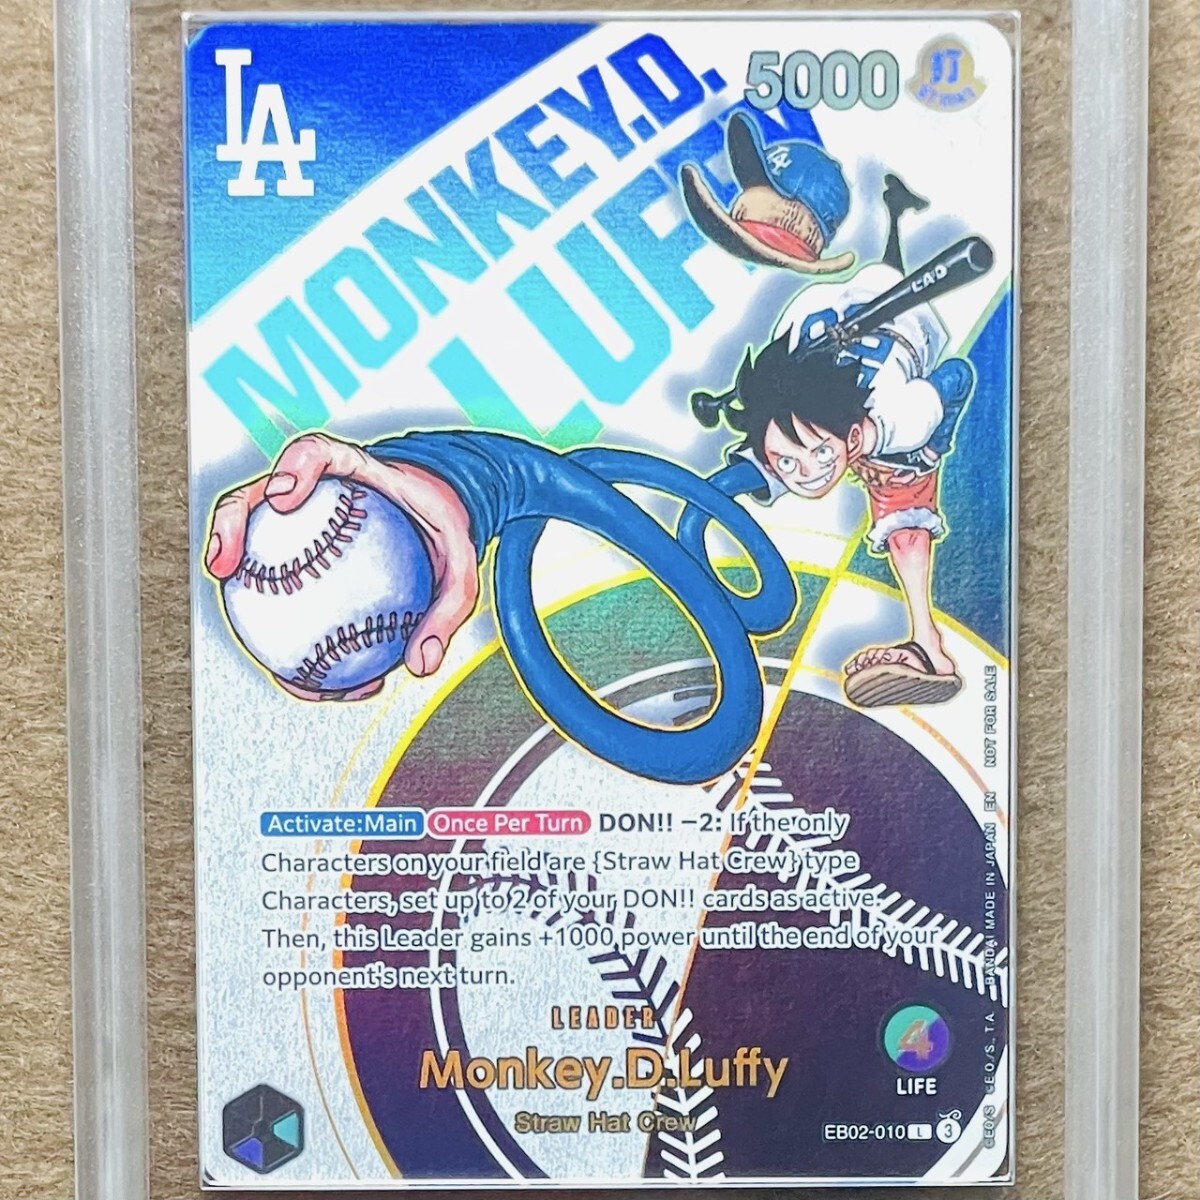 LA
MONKEY.D.
LUFFY
5000
打
LAD
Activate:Main Once Per Turn DON!! −2: If the only
Characters on your field are {Straw Hat Crew} type
Characters, set up to 2 of your DON!! cards as active.
Then, this Leader gains +1000 power until the end of your
opponent's next turn.
LEADER
Monkey.D.Luffy
Straw Hat Crew
4
LIFE
EB02-010 L 3
©EO/S ©E.O./S., T.A. BANDAI MADE IN JAPAN EN NOT FOR SALE